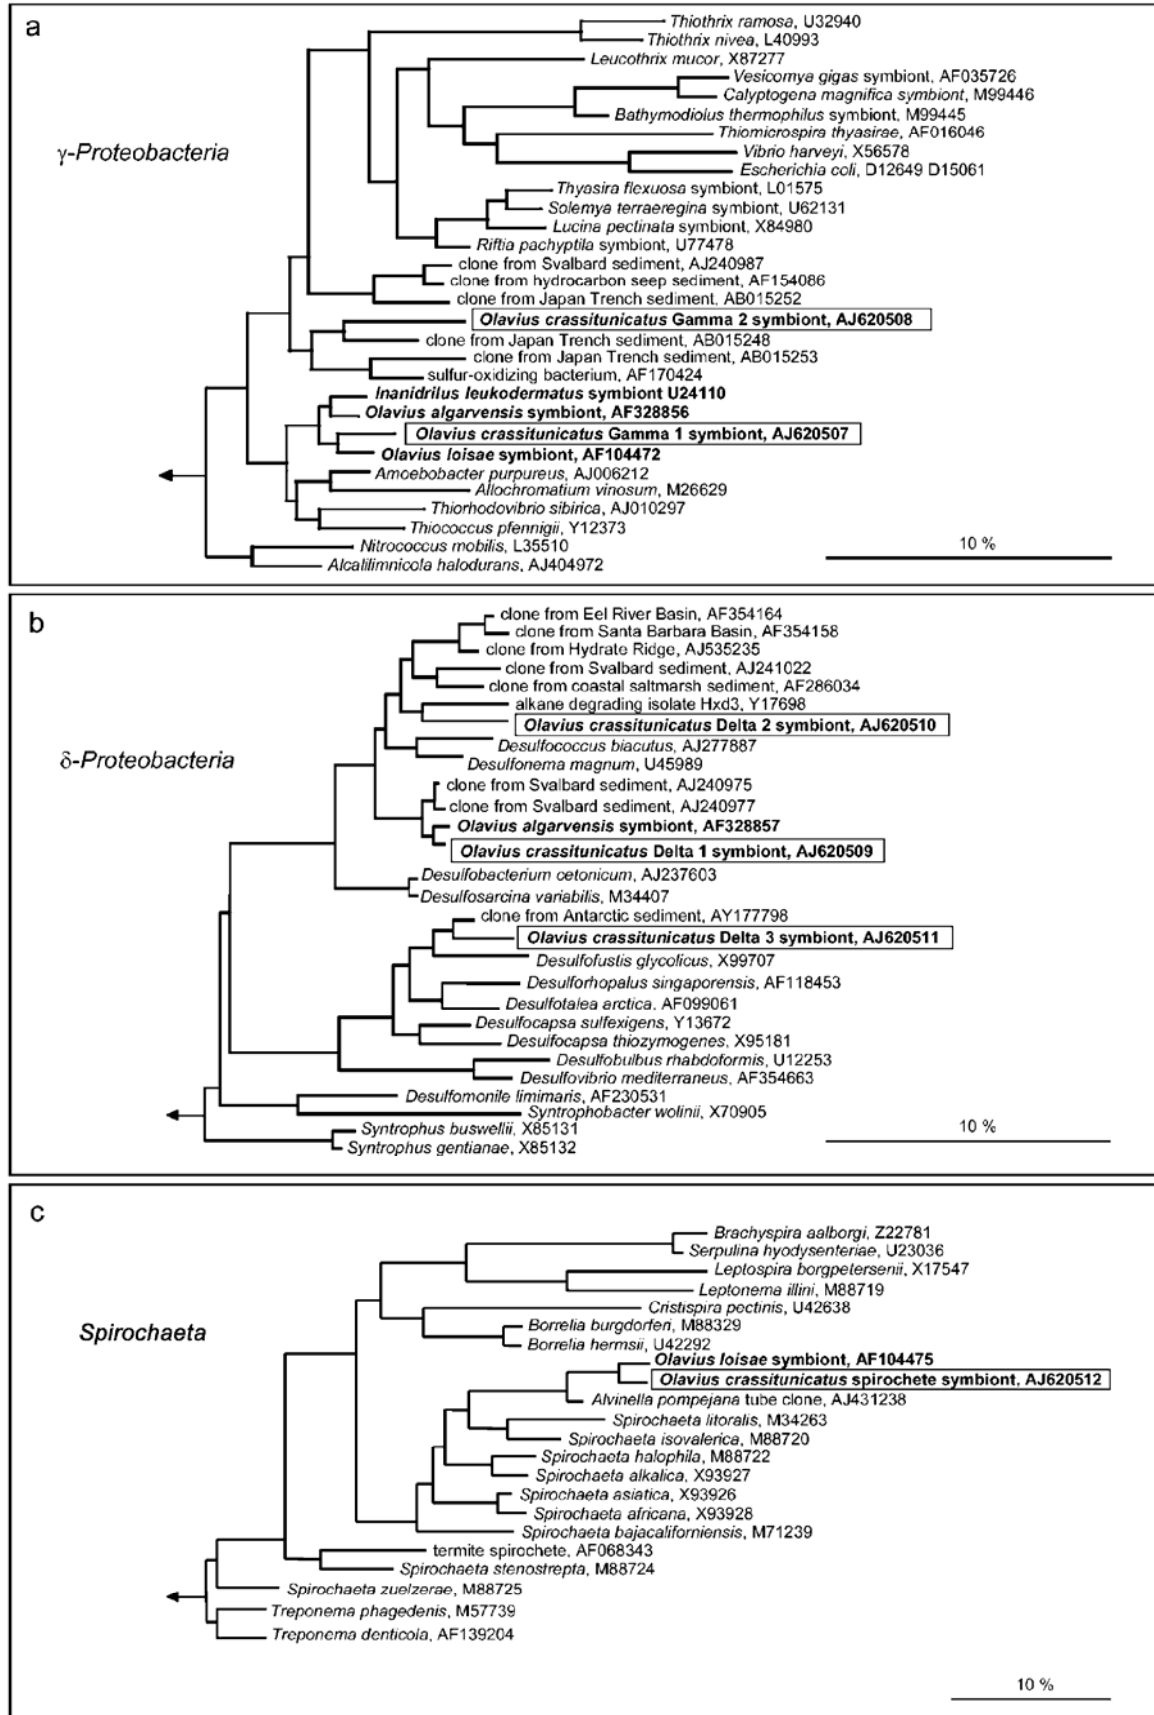 a
Thiothrix ramosa, U32940
Thiothrix nivea, L40993
Leucothrix mucor, X87277
Vesicomya gigas symbiont, AF035726
Calyptogena magnifica symbiont, M99446
Bathymodiolus thermophilus symbiont, M99445
γ-Proteobacteria
Thiomicrospira thyasirae, AF016046
Vibrio harveyi, X56578
Escherichia coli, D12649 D15061
Thyasira flexuosa symbiont, L01575
Solemya terraeregina symbiont, U62131
Lucina pectinata symbiont, X84980
Riftia pachyptila symbiont, U77478
clone from Svalbard sediment, AJ240987
clone from hydrocarbon seep sediment, AF154086
clone from Japan Trench sediment, AB015252
Olavius crassitunicatus Gamma 2 symbiont, AJ620508
clone from Japan Trench sediment, AB015248
clone from Japan Trench sediment, AB015253
sulfur-oxidizing bacterium, AF170424
Inanidrilus leukodermatus symbiont U24110
Olavius algarvensis symbiont, AF328856
Olavius crassitunicatus Gamma 1 symbiont, AJ620507
Olavius loisae symbiont, AF104472
Amoebobacter purpureus, AJ006212
Allochromatium vinosum, M26629
Thiorhodovibrio sibirica, AJ010297
Thiococcus pfennigii, Y12373
Nitrococcus mobilis, L35510
10 %
Alcalilimnicola halodurans, AJ404972
b
clone from Eel River Basin, AF354164
clone from Santa Barbara Basin, AF354158
clone from Hydrate Ridge, AJ535235
clone from Svalbard sediment, AJ241022
clone from coastal saltmarsh sediment, AF286034
alkane degrading isolate Hxd3, Y17698
Olavius crassitunicatus Delta 2 symbiont, AJ620510
Desulfococcus biacutus, AJ277887
δ-Proteobacteria
Desulfonema magnum, U45989
clone from Svalbard sediment, AJ240975
clone from Svalbard sediment, AJ240977
Olavius algarvensis symbiont, AF328857
Olavius crassitunicatus Delta 1 symbiont, AJ620509
Desulfobacterium cetonicum, AJ237603
Desulfosarcina variabilis, M34407
clone from Antarctic sediment, AY177798
Olavius crassitunicatus Delta 3 symbiont, AJ620511
Desulfofustis glycolicus, X99707
Desulforhopalus singaporensis, AF118453
Desulfotalea arctica, AF099061
Desulfocapsa sulfexigens, Y13672
Desulfocapsa thiozymogenes, X95181
Desulfobulbus rhabdoformis, U12253
Desulfovibrio mediterraneus, AF354663
Desulfomonile limimaris, AF230531
Syntrophobacter wolinii, X70905
10 %
Syntrophus buswellii, X85131
Syntrophus gentianae, X85132
c
Brachyspira aalborgi, Z22781
Serpulina hyodysenteriae, U23036
Leptospira borgpetersenii, X17547
Leptonema illini, M88719
Cristispira pectinis, U42638
Spirochaeta
Borrelia burgdorferi, M88329
Borrelia hermsii, U42292
Olavius loisae symbiont, AF104475
Olavius crassitunicatus spirochete symbiont, AJ620512
Alvinella pompejana tube clone, AJ431238
Spirochaeta litoralis, M34263
Spirochaeta isovalerica, M88720
Spirochaeta halophila, M88722
Spirochaeta alkalica, X93927
Spirochaeta asiatica, X93926
Spirochaeta africana, X93928
Spirochaeta bajacaliforniensis, M71239
termite spirochete, AF068343
Spirochaeta stenostrepta, M88724
Spirochaeta zuelzerae, M88725
Treponema phagedenis, M57739
Treponema denticola, AF139204
10 %